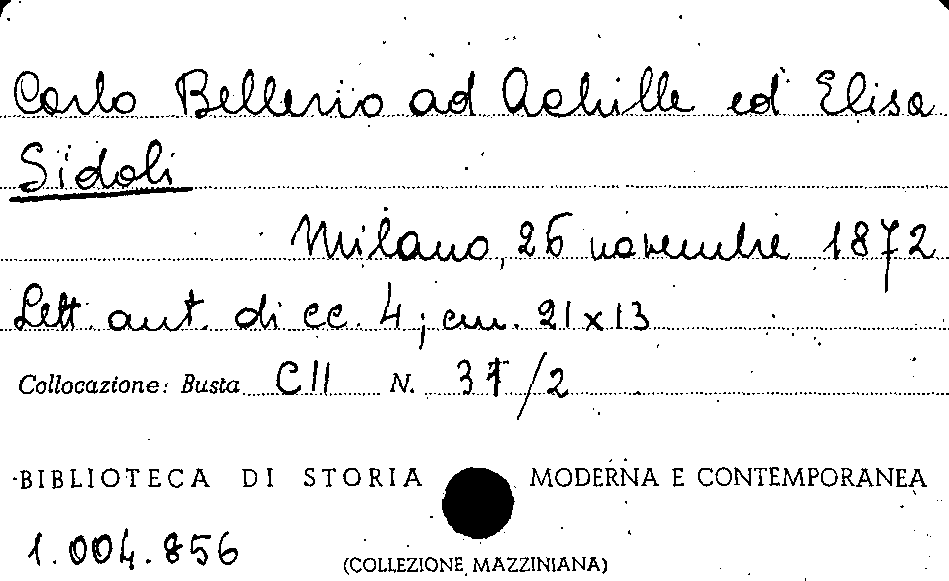 Carlo Bellerio ad Achille ed Elisa
Sidoli
Milano, 26 novembre 1872
Lett. aut. di cc. 4; cm. 21x13
Collocazione: Busta CII N. 37/2
BIBLIOTECA DI STORIA MODERNA E CONTEMPORANEA
1.004.856
(COLLEZIONE MAZZINIANA)